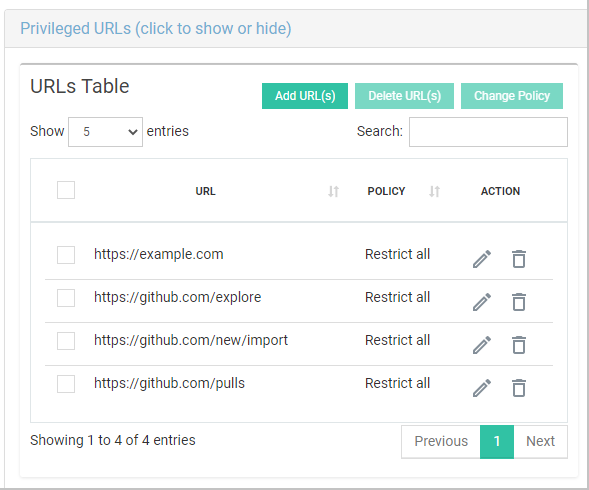 Privileged URLs (click to show or hide)
URLs Table
Add URL(s) Delete URL(s) Change Policy
Show 5 entries Search:
URL POLICY ACTION
https://example.com Restrict all
https://github.com/explore Restrict all
https://github.com/new/import Restrict all
https://github.com/pulls Restrict all
Showing 1 to 4 of 4 entries Previous 1 Next